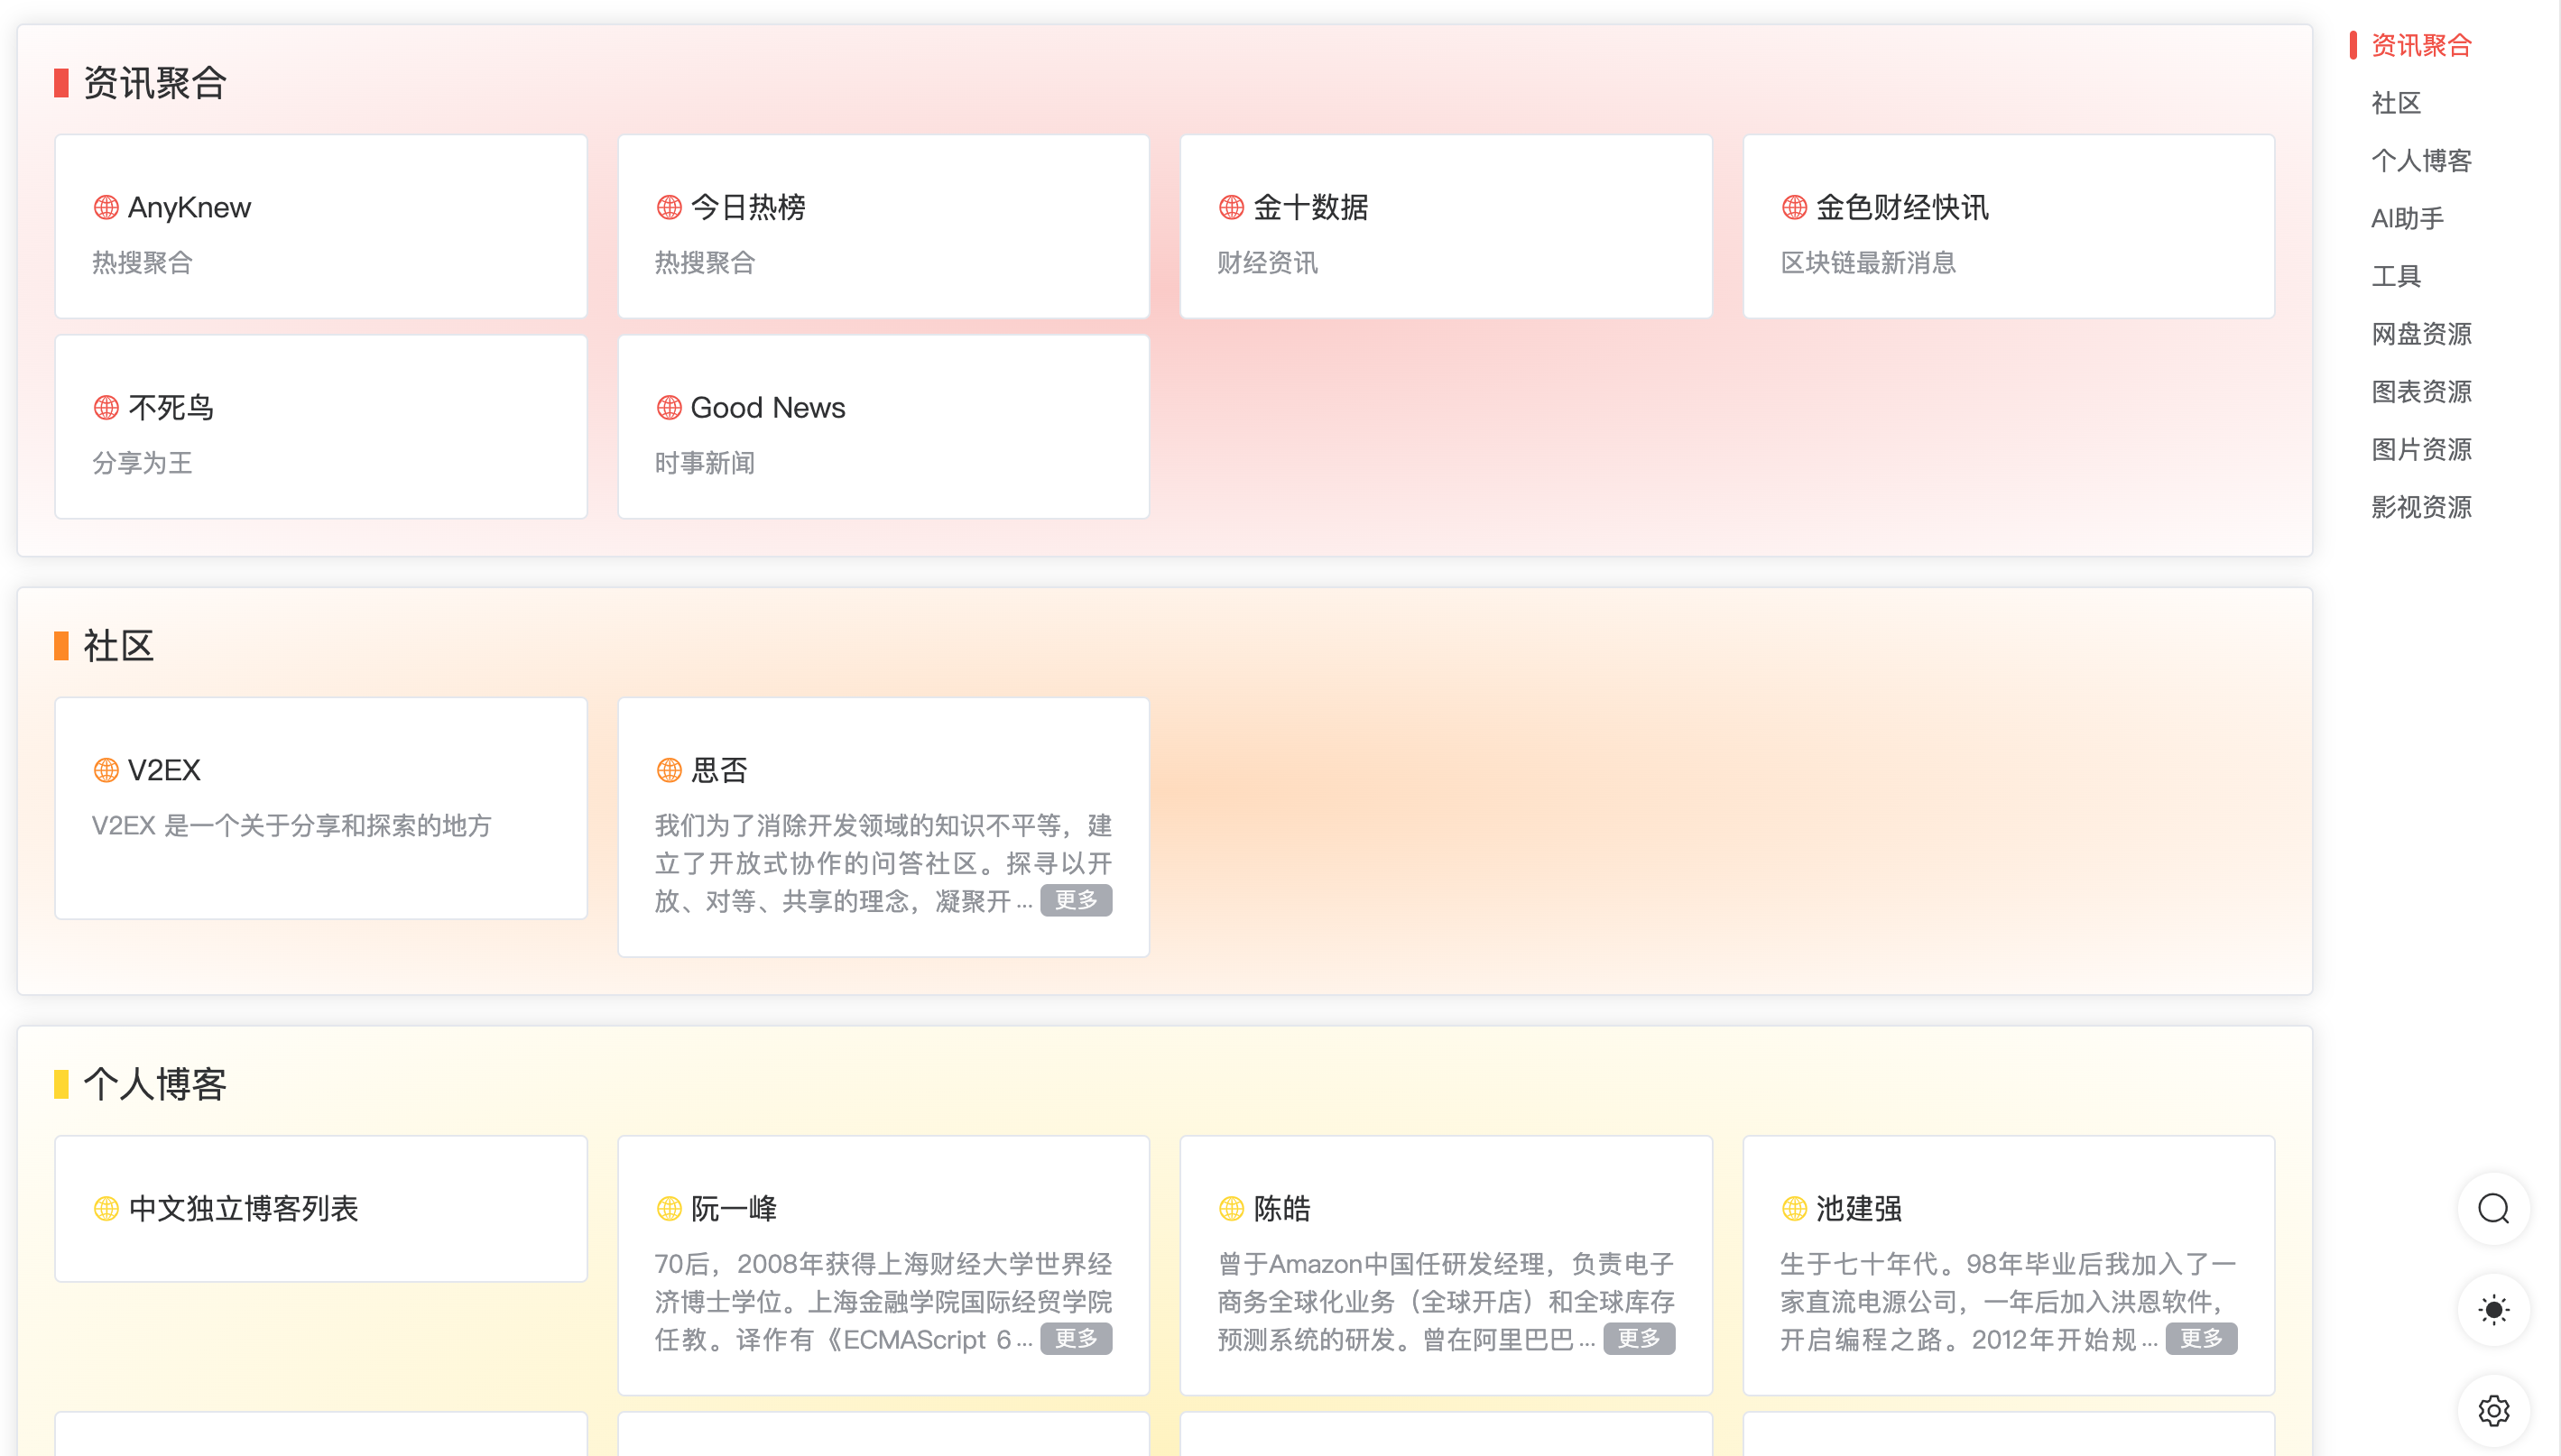 资讯聚合
AnyKnew
热搜聚合
今日热榜
热搜聚合
金十数据
财经资讯
金色财经快讯
区块链最新消息
不死鸟
分享为王
Good News
时事新闻
社区
V2EX
V2EX 是一个关于分享和探索的地方
思否
我们为了消除开发领域的知识不平等，建
立了开放式协作的问答社区。探寻以开
放、对等、共享的理念，凝聚开... 更多
个人博客
中文独立博客列表
阮一峰
70后，2008年获得上海财经大学世界经
济博士学位。上海金融学院国际经贸学院
任教。译作有《ECMAScript 6... 更多
陈皓
曾于Amazon中国任研发经理，负责电子
商务全球化业务（全球开店）和全球库存
预测系统的研发。曾在阿里巴巴... 更多
池建强
生于七十年代。98年毕业后我加入了一
家直流电源公司，一年后加入洪恩软件，
开启编程之路。2012年开始规... 更多
资讯聚合
社区
个人博客
AI助手
工具
网盘资源
图表资源
图片资源
影视资源